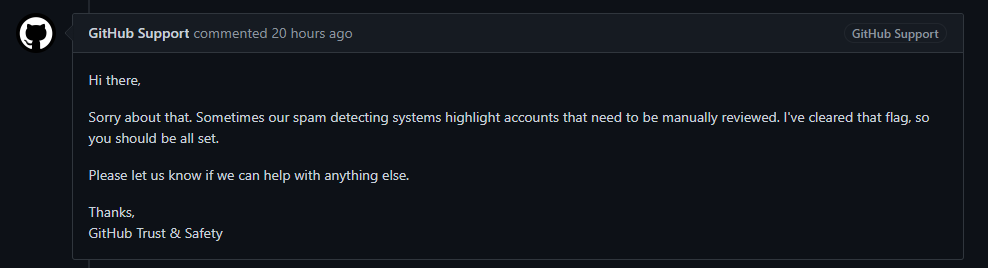 GitHub Support commented 20 hours ago
GitHub Support
Hi there,
Sorry about that. Sometimes our spam detecting systems highlight accounts that need to be manually reviewed. I've cleared that flag, so
you should be all set.
Please let us know if we can help with anything else.
Thanks,
GitHub Trust & Safety